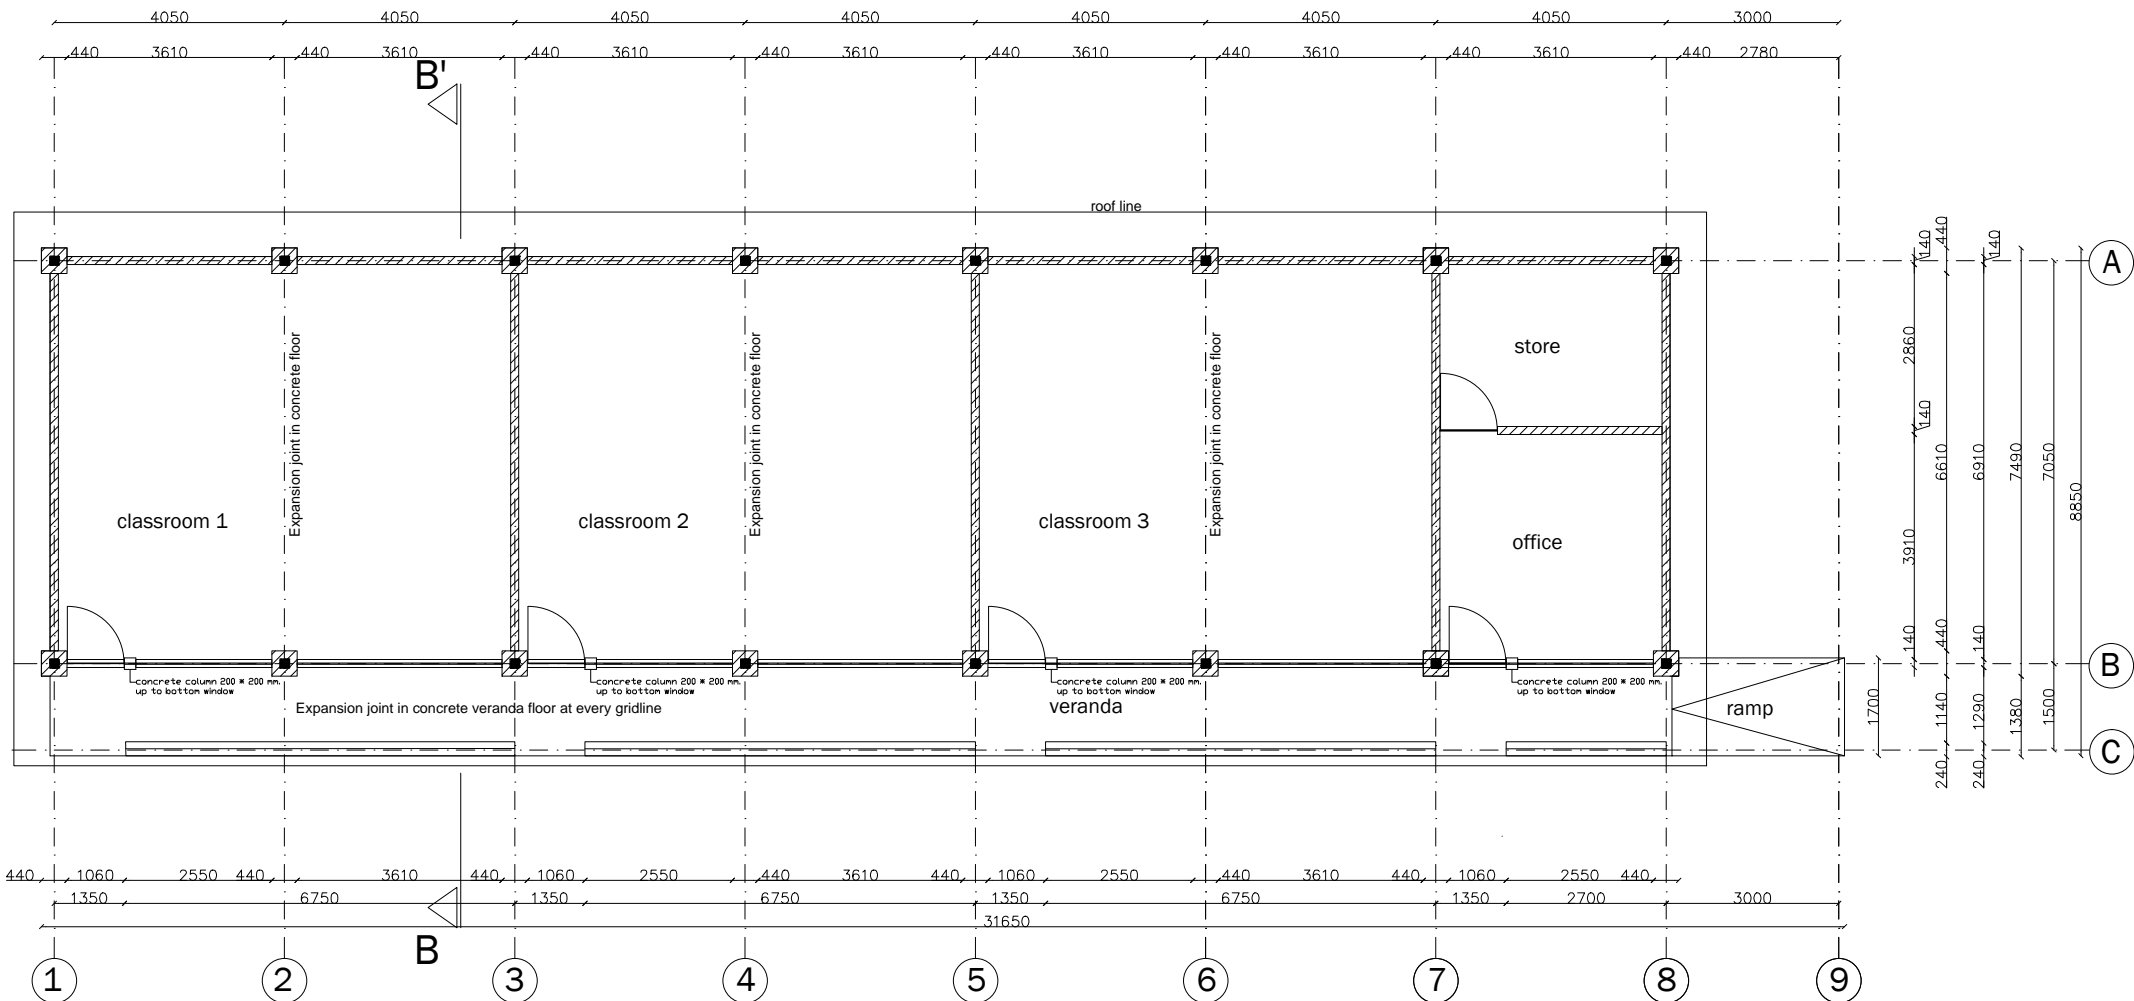 4050 4050 4050 4050 4050 4050 4050 3000
440 3610 440 3610 440 3610 440 3610 440 3610 440 3610 440 3610 440 2780
B'
roof line
140 440 140
A
store
2860
140
Expansion joint in concrete floor
Expansion joint in concrete floor
Expansion joint in concrete floor
6610 6910 7490 7050
8850
classroom 1
classroom 2
classroom 3
office
3910
140 440 140
B
concrete column 200 * 200 mm.
up to bottom window
concrete column 200 * 200 mm.
up to bottom window
concrete column 200 * 200 mm.
up to bottom window
concrete column 200 * 200 mm.
up to bottom window
Expansion joint in concrete veranda floor at every gridline
veranda
ramp
1700 1140 1290 1380 1500
C
240 240
440 1060 2550 440 3610 440 1060 2550 440 3610 440 1060 2550 440 3610 440 1060 2550 440
1350 6750 1350 6750 1350 6750 1350 2700 3000
31650
B
1 2 3 4 5 6 7 8 9